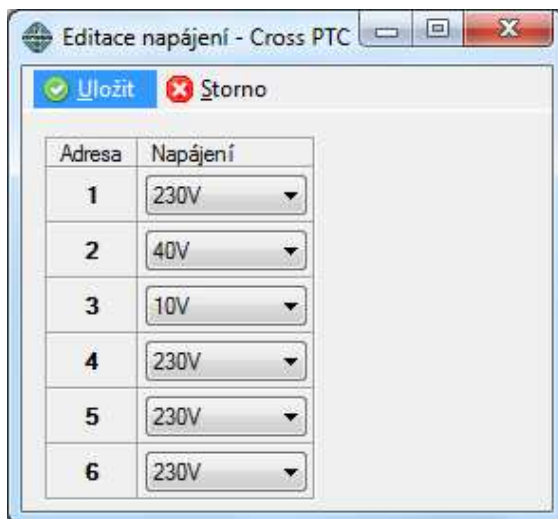 Editace napájení - Cross PTC
Uložit Storno
Adresa Napájení
1 230V
2 40V
3 10V
4 230V
5 230V
6 230V